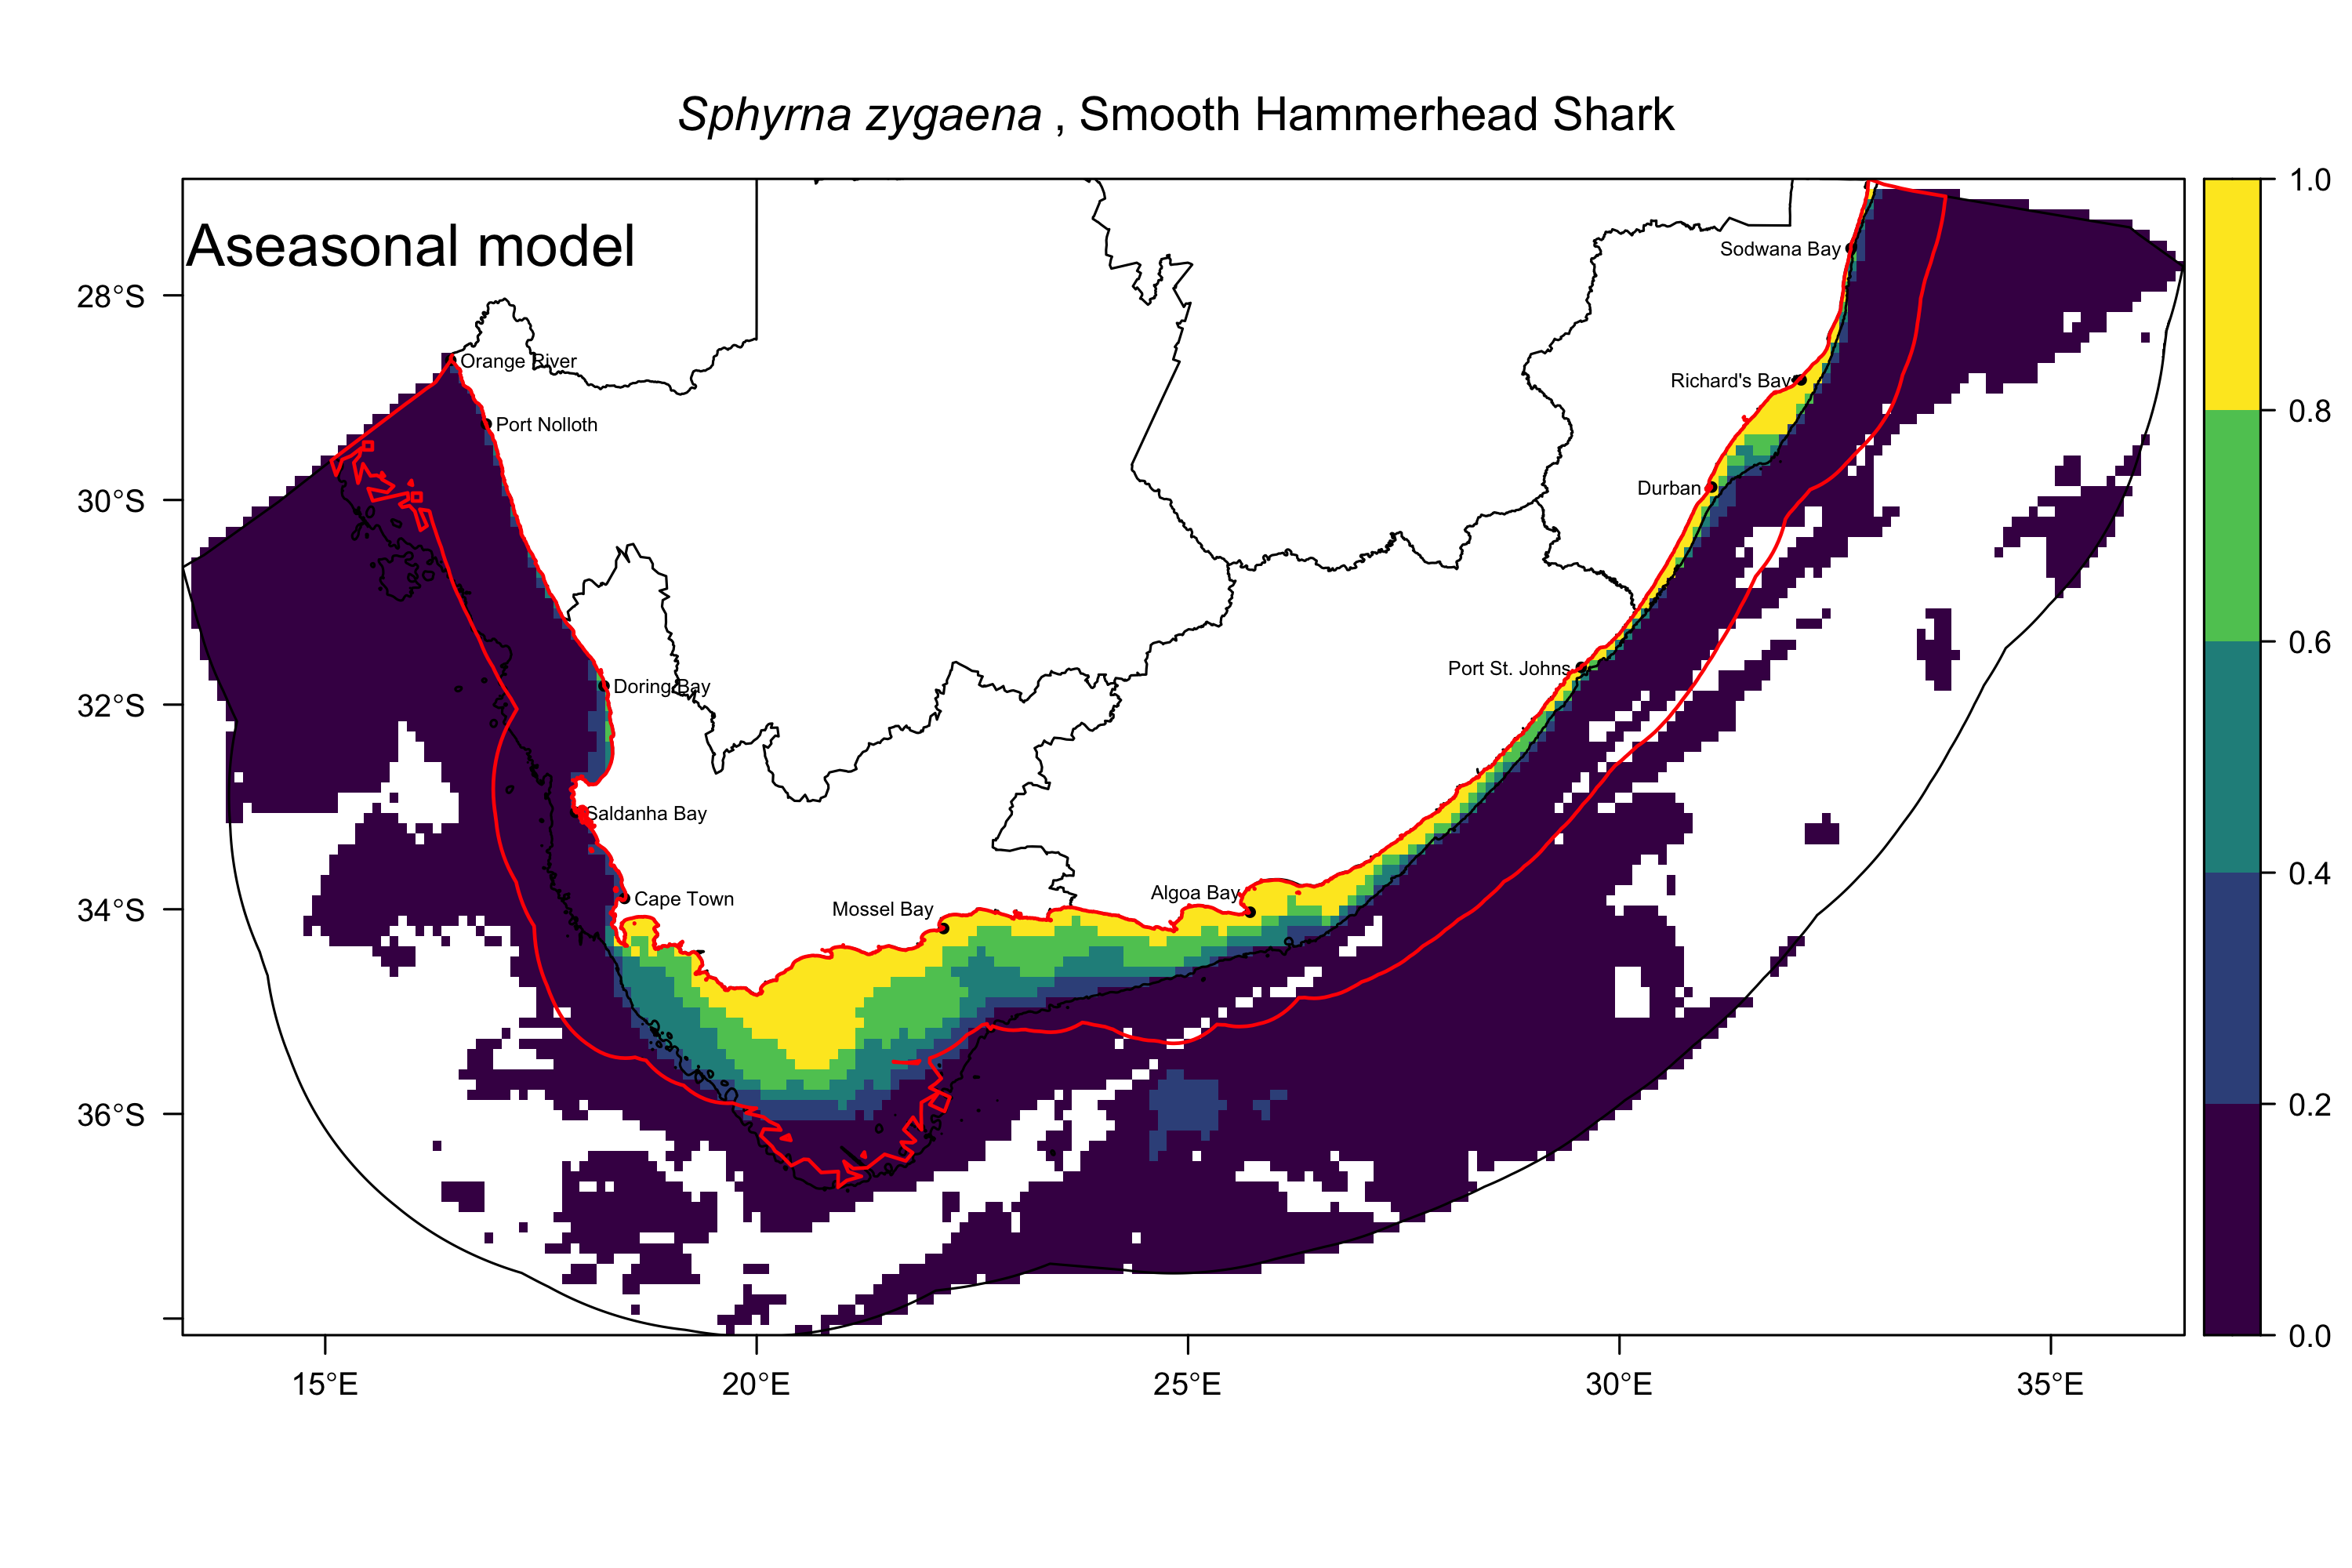 Sphyrna zygaena , Smooth Hammerhead Shark
Aseasonal model
1.0
Sodwana Bay
28°S
Orange River
Richard's Bay
0.8
Port Nolloth
Durban
30°S
0.6
Port St. Johns
Doring Bay
32°S
Saldanha Bay
0.4
Algoa Bay
Cape Town
Mossel Bay
34°S
0.2
36°S
0.0
15°E
20°E
25°E
30°E
35°E